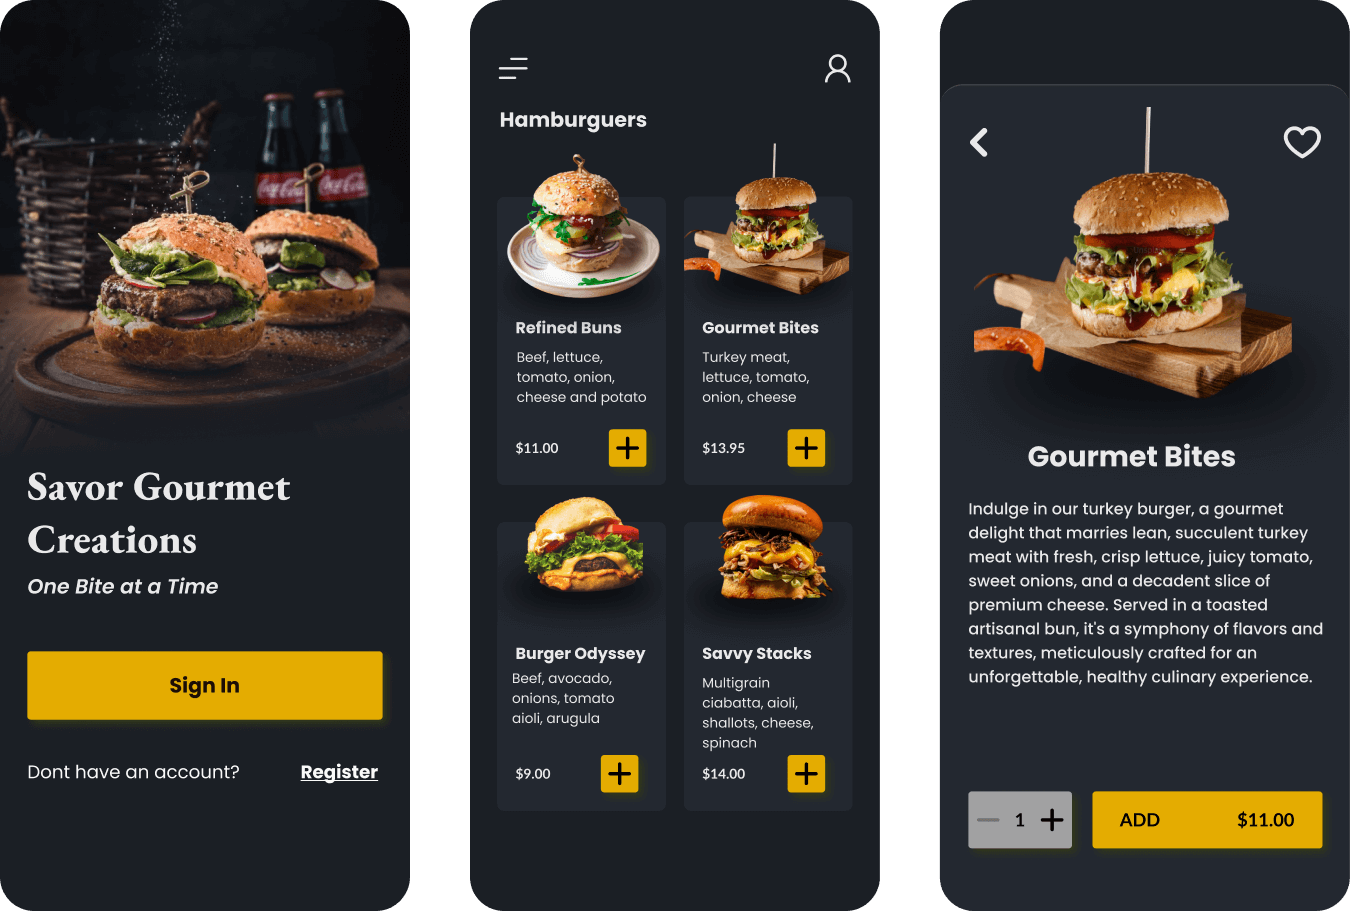 Coca-Cola
Coca-Cola
Savor Gourmet
Creations
One Bite at a Time
Sign In
Dont have an account?
Register
Hamburguers
Refined Buns
Beef, lettuce,
tomato, onion,
cheese and potato
$11.00
Gourmet Bites
Turkey meat,
lettuce, tomato,
onion, cheese
$13.95
Burger Odyssey
Beef, avocado,
onions, tomato
aioli, arugula
$9.00
Savvy Stacks
Multigrain
ciabatta, aioli,
shallots, cheese,
spinach
$14.00
Gourmet Bites
Indulge in our turkey burger, a gourmet
delight that marries lean, succulent turkey
meat with fresh, crisp lettuce, juicy tomato,
sweet onions, and a decadent slice of
premium cheese. Served in a toasted
artisanal bun, it's a symphony of flavors and
textures, meticulously crafted for an
unforgettable, healthy culinary experience.
1
ADD $11.00